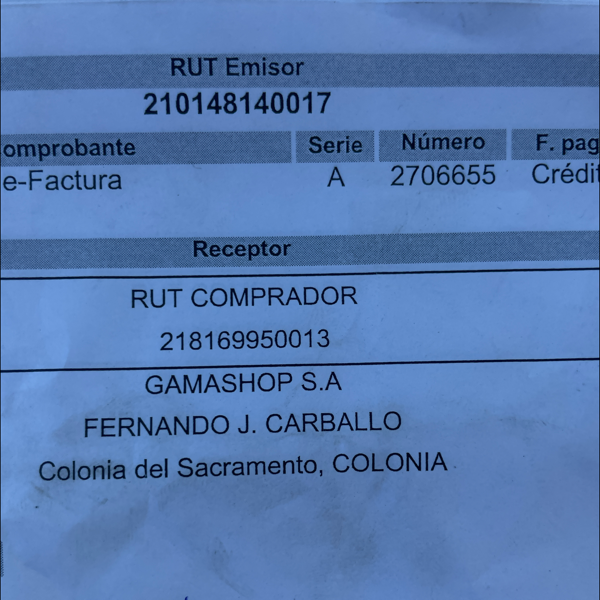 RUT Emisor
210148140017
omprobante Serie Número F. pag
e-Factura A 2706655 Crédit
Receptor
RUT COMPRADOR
218169950013
GAMASHOP S.A
FERNANDO J. CARBALLO
Colonia del Sacramento, COLONIA